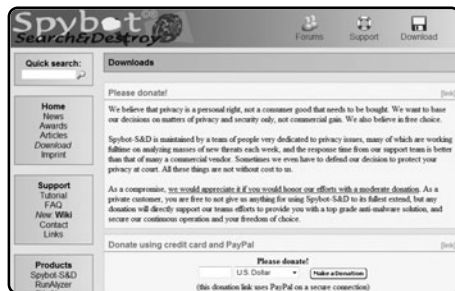 Spybot©®
Search&Destroy
Forums
Support
Download
Quick search:
Home
News
Awards
Articles
Download
Imprint
Support
Tutorial
FAQ
New: Wiki
Contact
Links
Products
Spybot-S&D
RunAlyzer
Downloads
Please donate! [link]
We believe that privacy is a personal right, not a consumer good that needs to be bought. We want to base
our decisions on matters of privacy and security only, not commercial gain. We also believe in free choice.
Spybot-S&D is maintained by a team of people very dedicated to privacy issues, many of which are working
fulltime on analyzing masses of new threats each week, and the response time from our support team is better
than that of many a commercial vendor. Sometimes we even have to defend our decision to protect your
privacy at court. All these things are not without cost to us.
As a compromise, we would appreciate it if you would honor our efforts with a moderate donation. As a
private customer, you are free to not give us anything for using Spybot-S&D to its fullest extend, but any
donation will directly support our teams efforts to provide you with a top grade anti-malware solution, and
secure our continuous operation and your freedom of choice.
Donate using credit card and PayPal [link]
Please donate!
U.S. Dollar
Make a Donation
(this donation link uses PayPal on a secure connection)